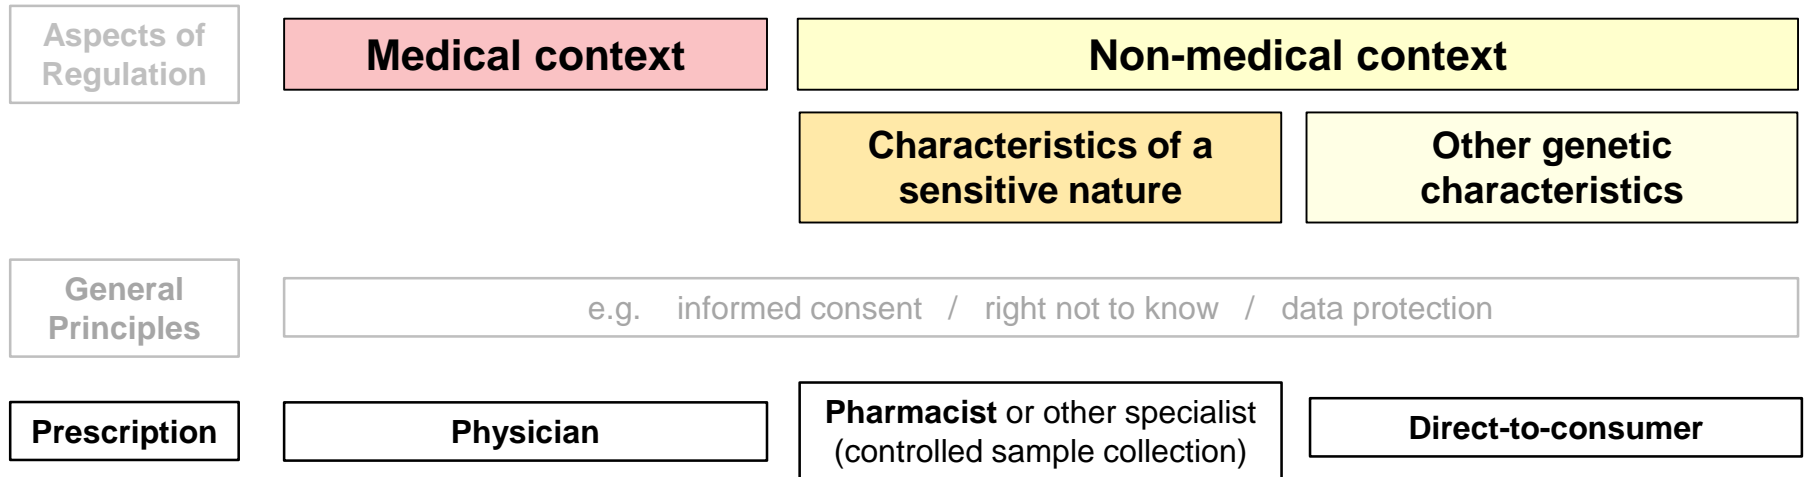 Aspects of
Regulation
Medical context
Non-medical context
Characteristics of a
sensitive nature
Other genetic
characteristics
General
Principles
e.g. informed consent / right not to know / data protection
Prescription
Physician
Pharmacist or other specialist
(controlled sample collection)
Direct-to-consumer